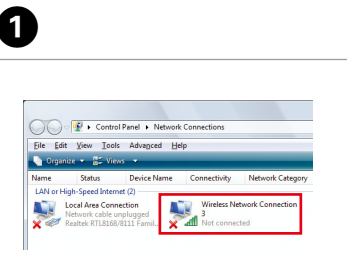 1
Control Panel ▸ Network Connections
File Edit View Tools Advanced Help
Organize Views
Name Status Device Name Connectivity Network Category
LAN or High-Speed Internet (2)
Local Area Connection
Network cable unplugged
Realtek RTL8168/8111 Famil...
Wireless Network Connection
3
Not connected